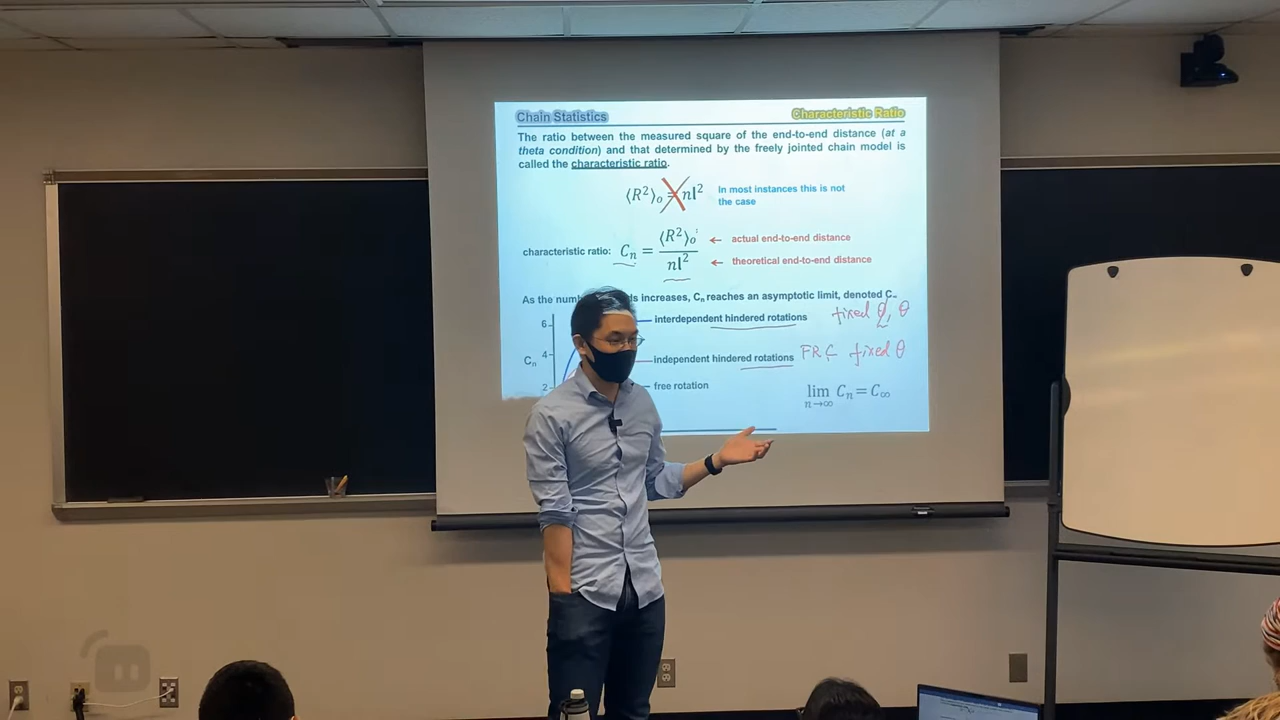 Chain Statistics
Characteristic Ratio
The ratio between the measured square of the end-to-end distance (at a
theta condition) and that determined by the freely jointed chain model is
called the characteristic ratio.
⟨R²⟩ₒ = nl²
In most instances this is not
the case
characteristic ratio: Cₙ = ⟨R²⟩ₒ / nl²
← actual end-to-end distance
← theoretical end-to-end distance
As the num s increases, Cₙ reaches an asymptotic limit, denoted C∞
6
interdependent hindered rotations
fixed φ, θ
Cₙ
4
independent hindered rotations
FRC fixed θ
2
free rotation
lim Cₙ = C∞
n→∞